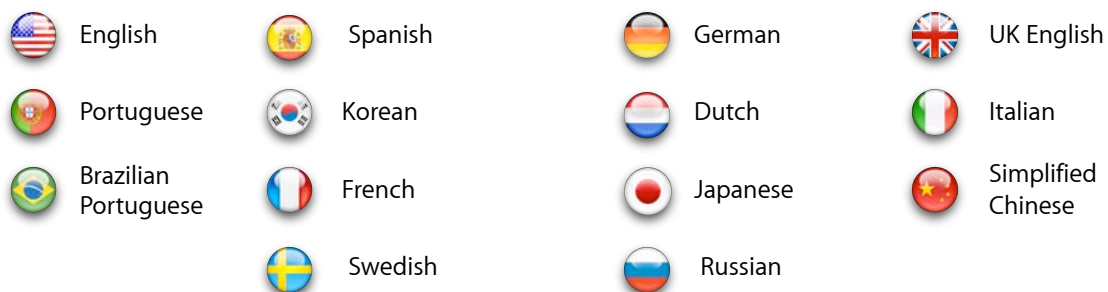 English
Spanish
German
UK English
Portuguese
Korean
Dutch
Italian
Brazilian
Portuguese
French
Japanese
Simplified
Chinese
Swedish
Russian